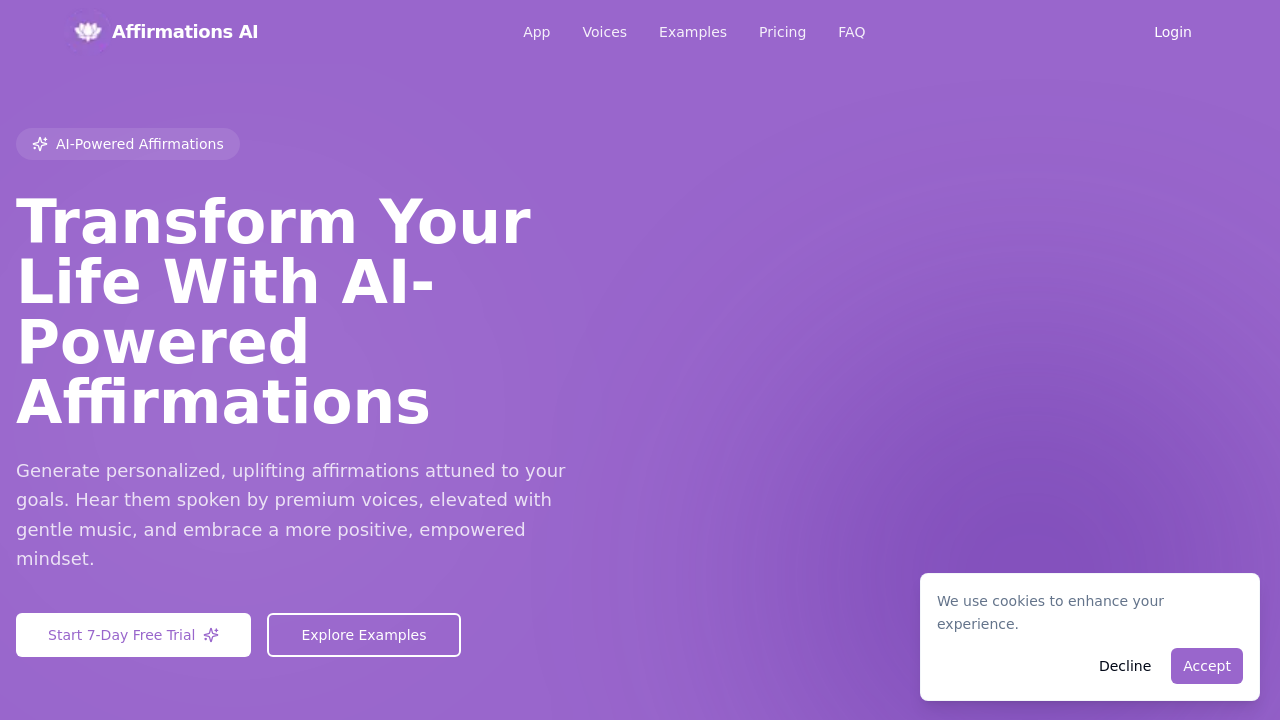 Affirmations AI
App
Voices
Examples
Pricing
FAQ
Login
AI-Powered Affirmations
Transform Your
Life With AI-
Powered
Affirmations
Generate personalized, uplifting affirmations attuned to your
goals. Hear them spoken by premium voices, elevated with
gentle music, and embrace a more positive, empowered
mindset.
Start 7-Day Free Trial
Explore Examples
We use cookies to enhance your
experience.
Decline
Accept